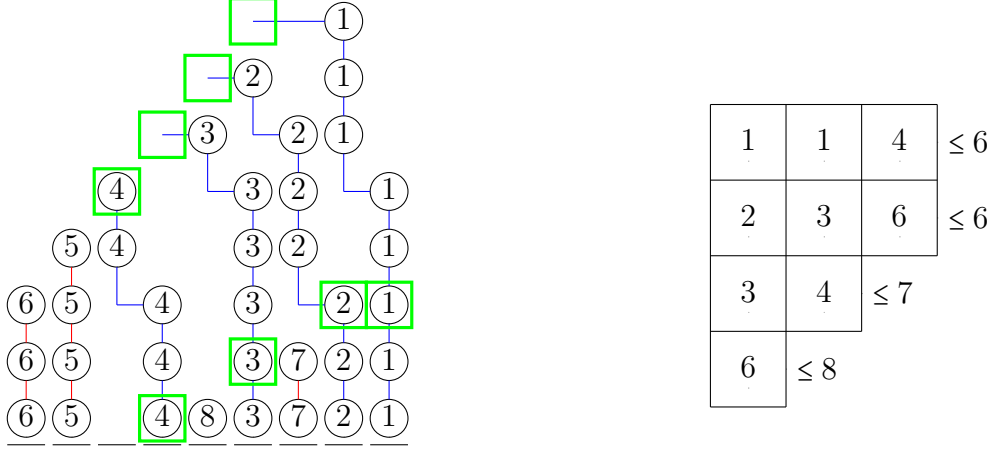 1
2 1
3 2 1
4 3 2 1
5 4 3 2 1
6 5 4 3 2 1
6 5 4 3 7 2 1
6 5 4 8 3 7 2 1
1 1 4 ≤ 6
2 3 6 ≤ 6
3 4 ≤ 7
6 ≤ 8